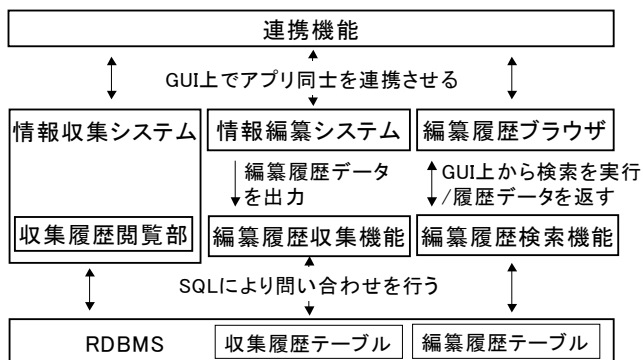 連携機能
GUI上でアプリ同士を連携させる
情報収集システム
情報編纂システム
編纂履歴ブラウザ
編纂履歴データ
を出力
GUI上から検索を実行
/履歴データを返す
収集履歴閲覧部
編纂履歴収集機能
編纂履歴検索機能
SQLにより問い合わせを行う
RDBMS
収集履歴テーブル
編纂履歴テーブル